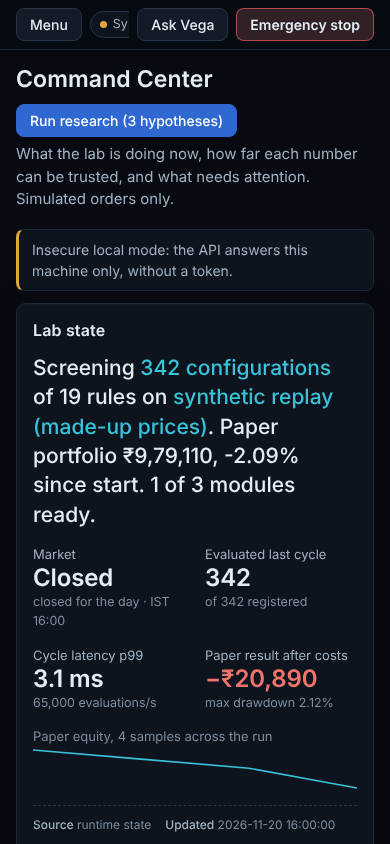 Menu
Sy
Ask Vega
Emergency stop
Command Center
Run research (3 hypotheses)
What the lab is doing now, how far each number
can be trusted, and what needs attention.
Simulated orders only.
Insecure local mode: the API answers this
machine only, without a token.
Lab state
Screening 342 configurations
of 19 rules on synthetic replay
(made-up prices). Paper
portfolio ₹9,79,110, -2.09%
since start. 1 of 3 modules
ready.
Market
Closed
closed for the day · IST
16:00
Evaluated last cycle
342
of 342 registered
Cycle latency p99
3.1 ms
65,000 evaluations/s
Paper result after costs
−₹20,890
max drawdown 2.12%
Paper equity, 4 samples across the run
Source runtime state Updated 2026-11-20 16:00:00